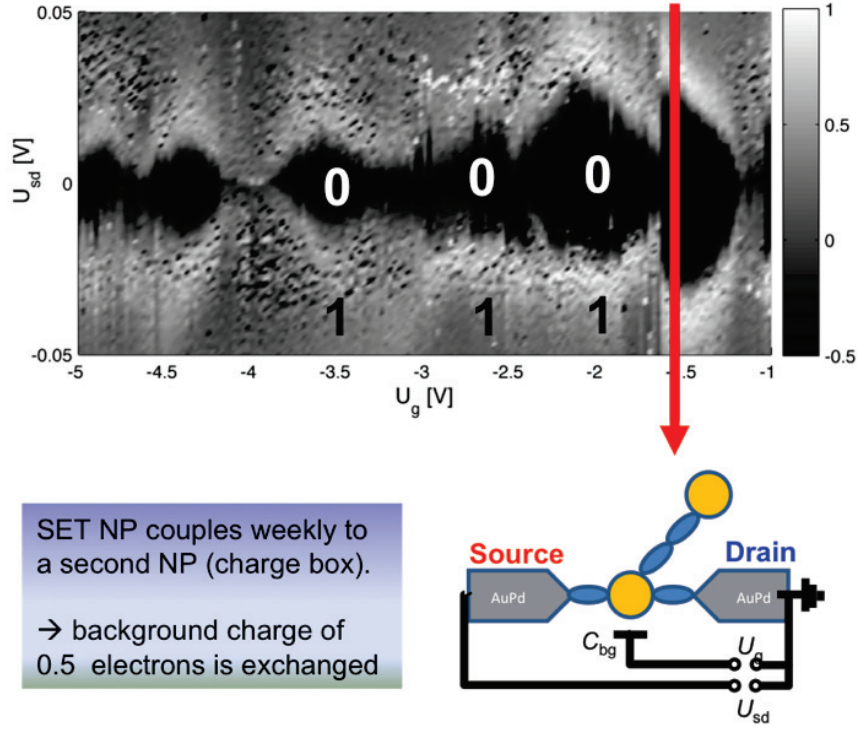 0.05
0
-0.05
U_sd [V]
0 0 0
1 1 1
-5 -4.5 -4 -3.5 -3 -2.5 -2 -1
U_g [V]
1
0.5
0
-0.5
SET NP couples weekly to
a second NP (charge box).
→ background charge of
0.5 electrons is exchanged
Source
Drain
AuPd
AuPd
C_bg
U_g
U_sd